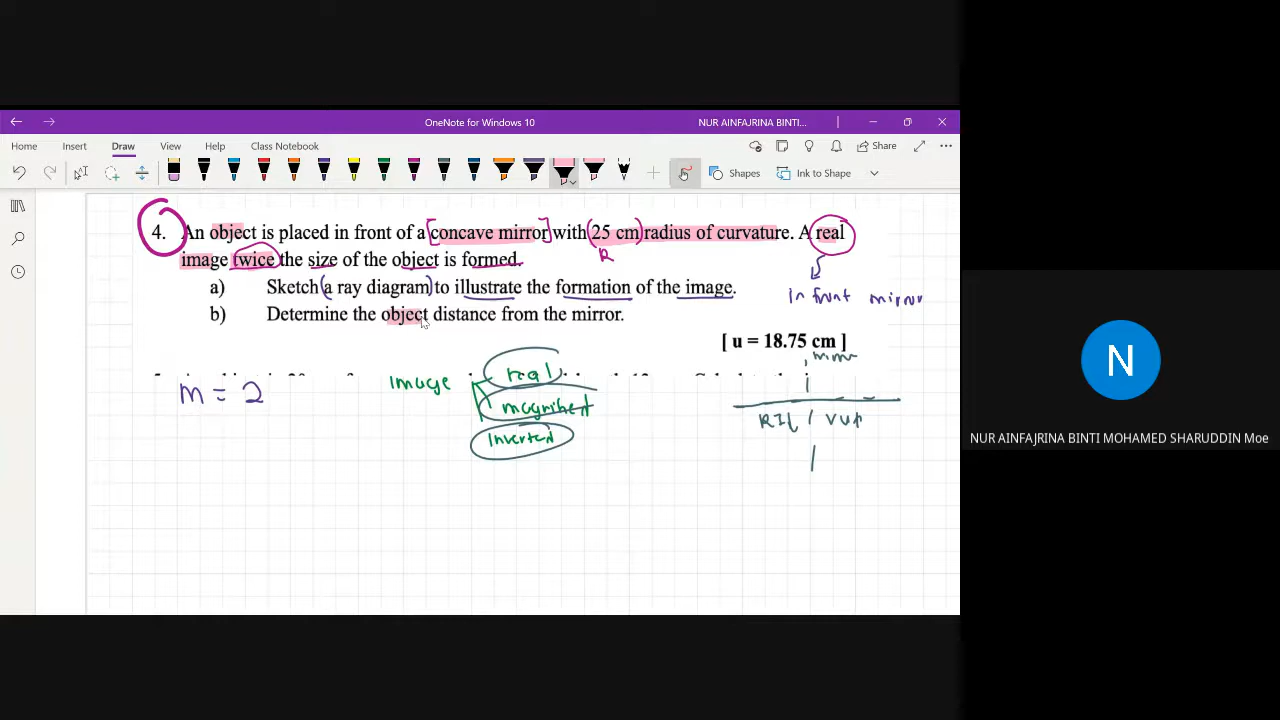 OneNote for Windows 10
NUR AINFAJRINA BINTI...
Home Insert Draw View Help Class Notebook
Share
Shapes
Ink to Shape
4. An object is placed in front of a [concave mirror] with (25 cm) radius of curvature. A real
R
image twice the size of the object is formed.
a) Sketch (a ray diagram) to illustrate the formation of the image.
In front mirror
b) Determine the object distance from the mirror.
[ u = 18.75 cm ]
m = 2
image
real
magnified
inverted
N
NUR AINFAJRINA BINTI MOHAMED SHARUDDIN Moe